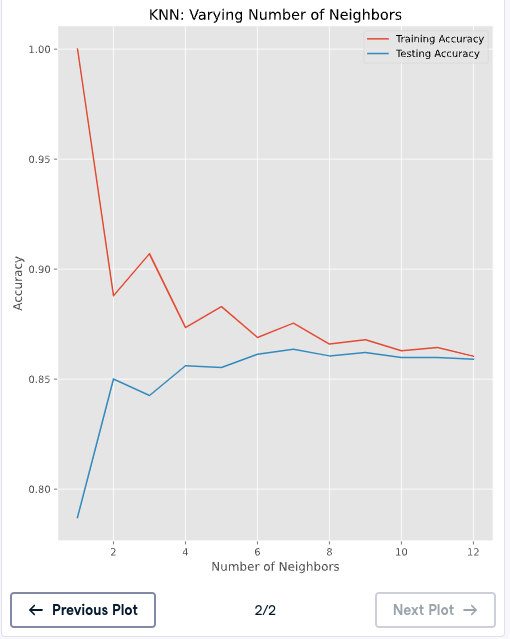 KNN: Varying Number of Neighbors
Training Accuracy
Testing Accuracy
1.00
0.95
0.90
0.85
0.80
Accuracy
2 4 6 8 10 12
Number of Neighbors
← Previous Plot 2/2 Next Plot →